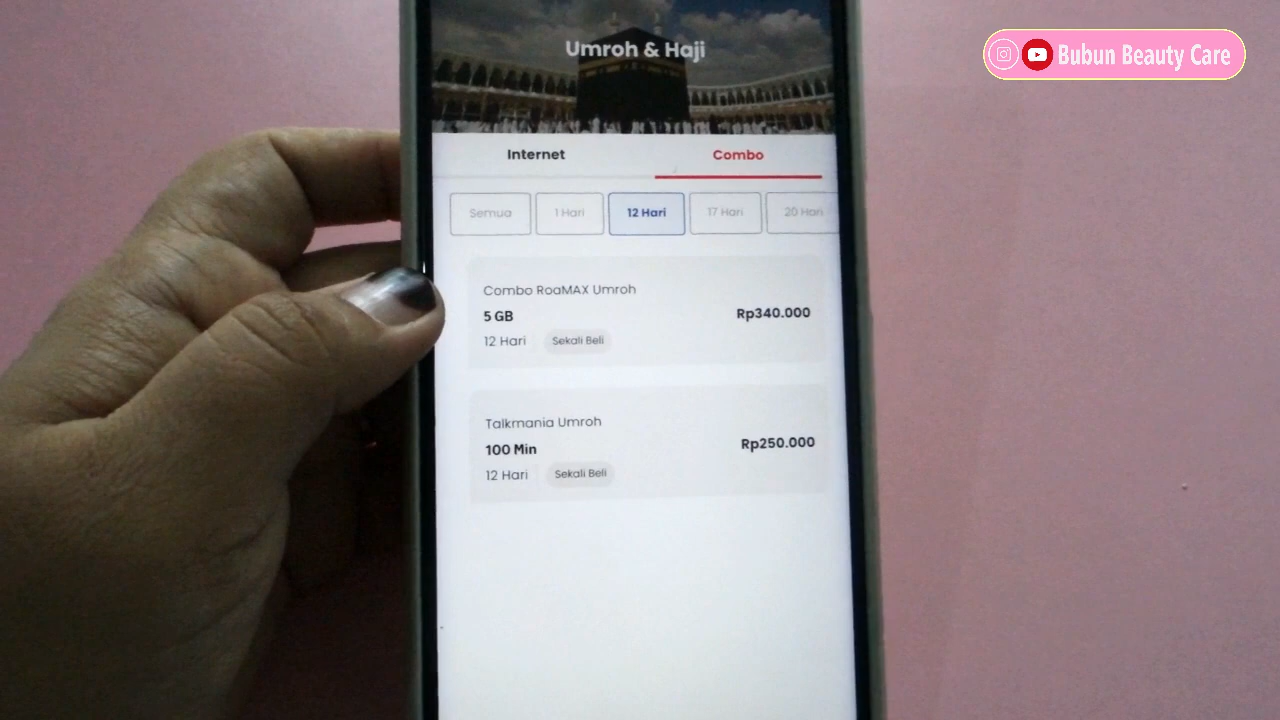 Bubun Beauty Care
Umroh & Haji
Internet
Combo
Semua
1 Hari
12 Hari
17 Hari
20 Hari
Combo RoaMAX Umroh
5 GB
Rp340.000
12 Hari
Sekali Beli
Talkmania Umroh
100 Min
Rp250.000
12 Hari
Sekali Beli